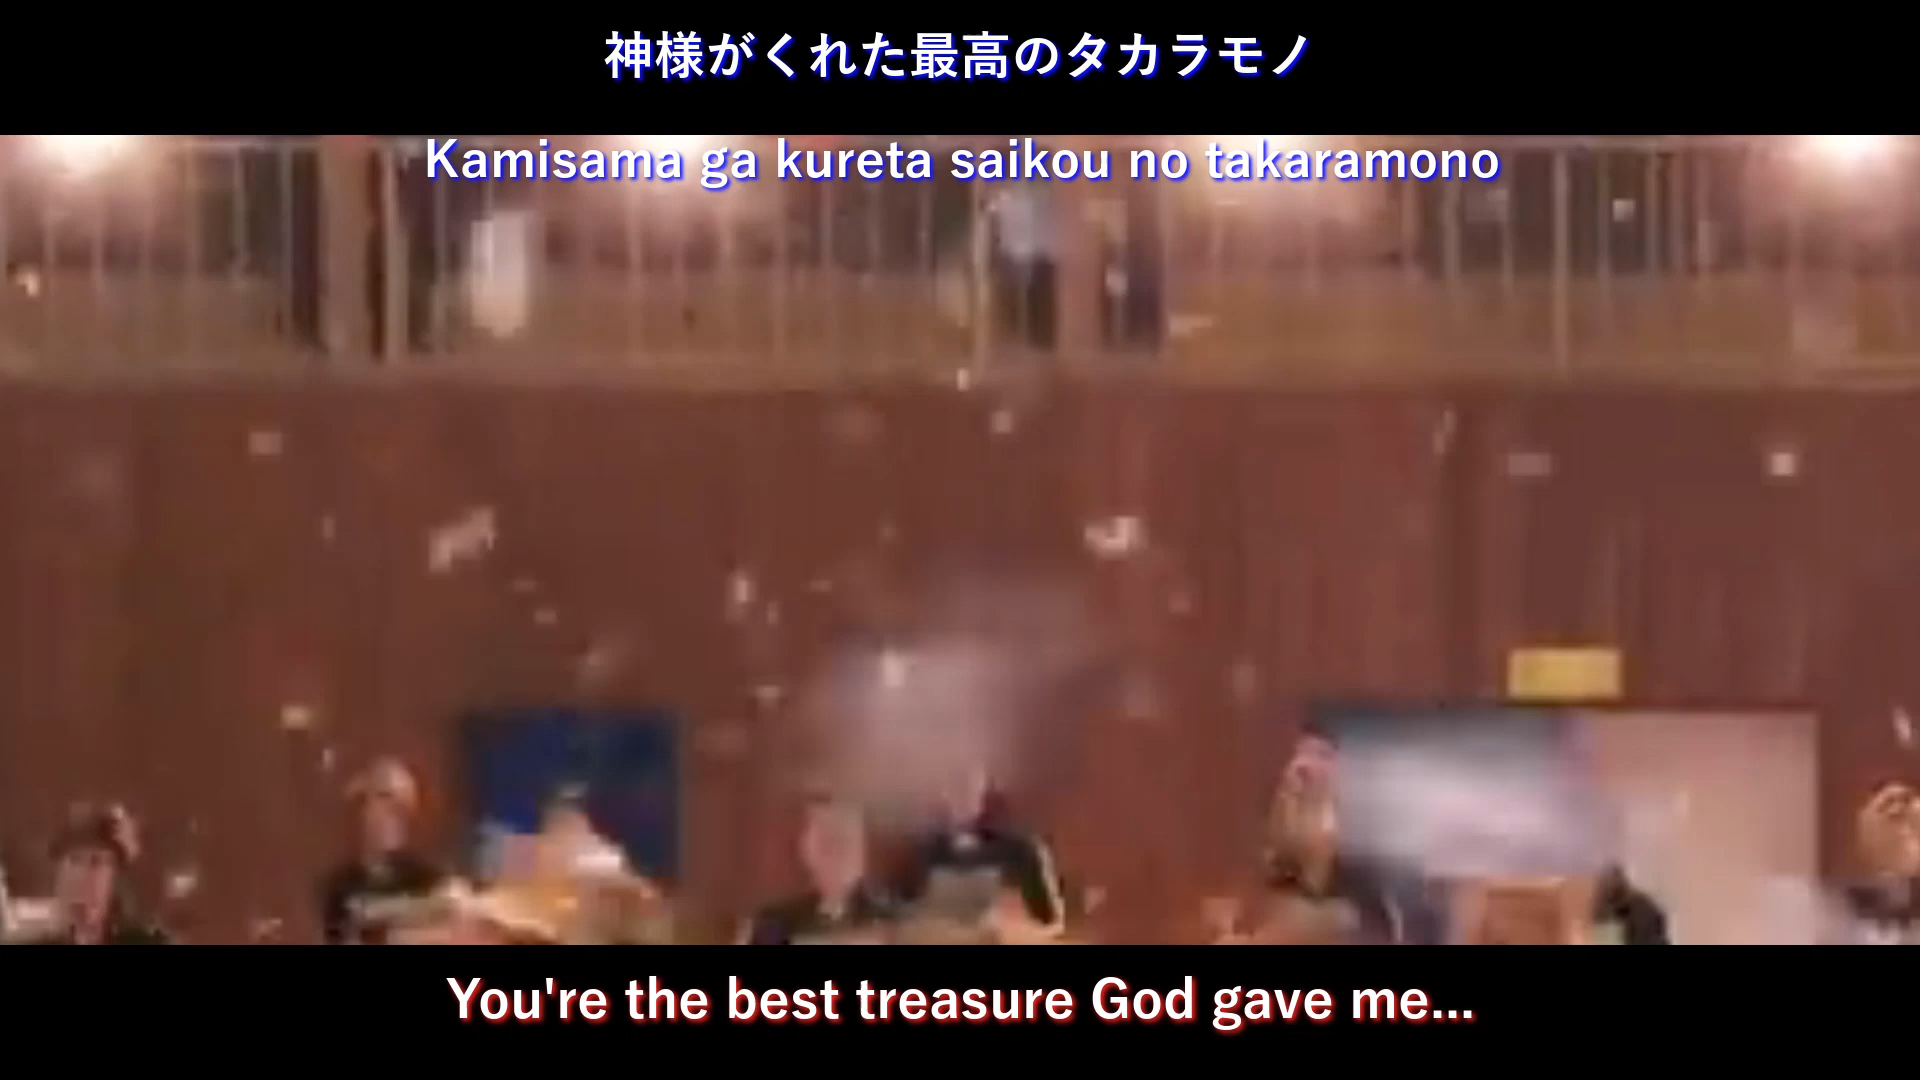 神様がくれた最高のタカラモノ
Kamisama ga kureta saikou no takaramono
You're the best treasure God gave me...